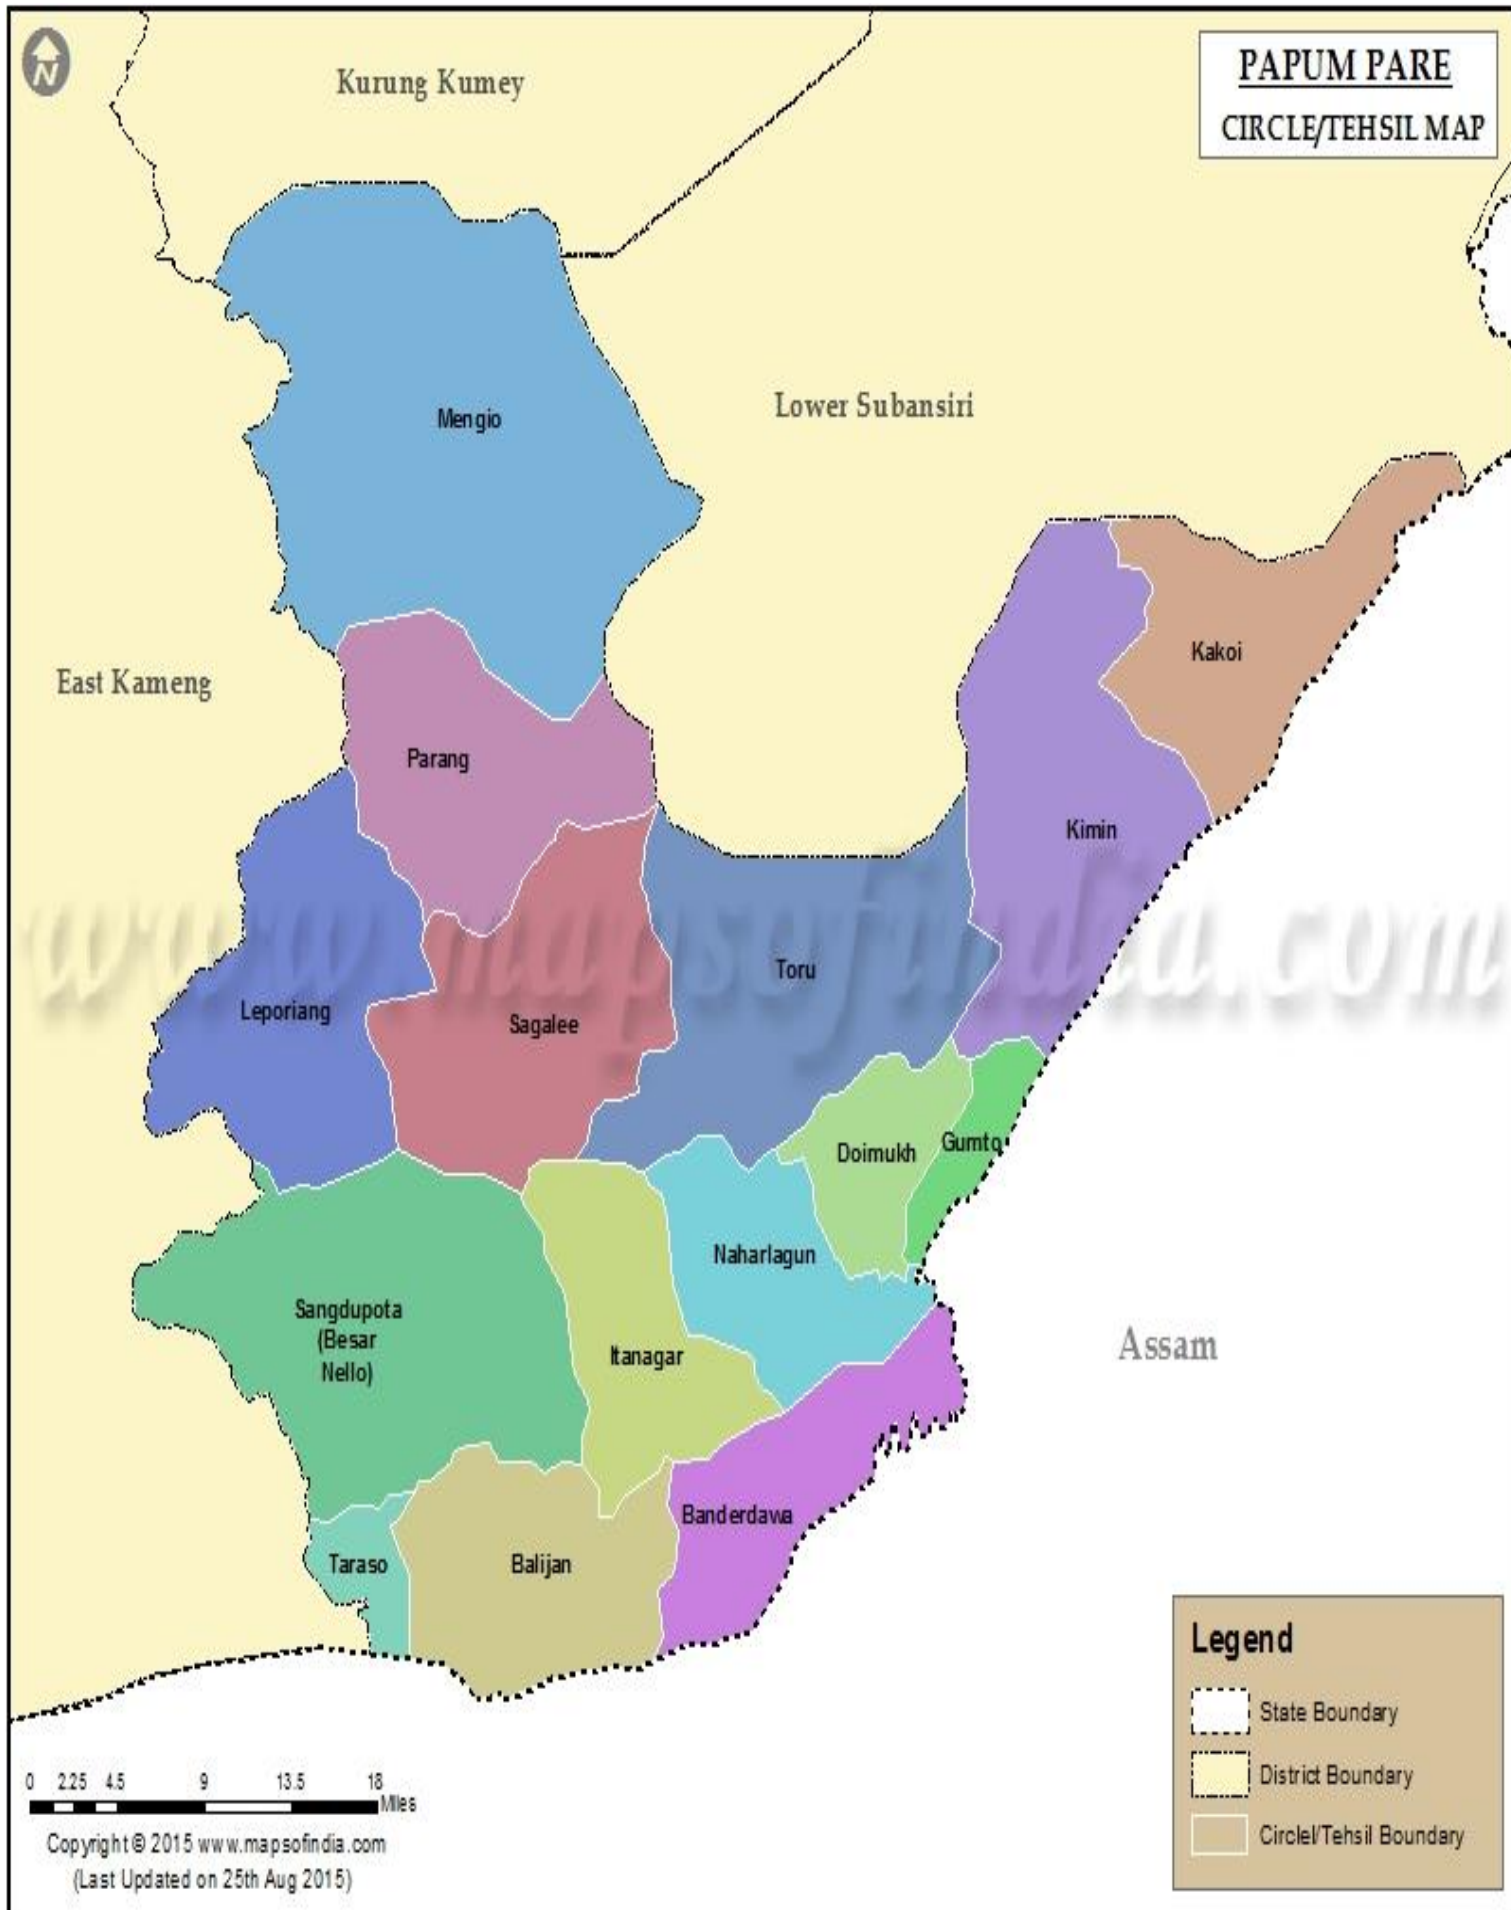 N
Kurung Kumey
PAPUM PARE
CIRCLE/TEHSIL MAP
Mengio
Lower Subansiri
Kakoi
East Kameng
Parang
Kimin
www.mapsofindia.com
Toru
Leporiang
Sagalee
Doimukh
Gumto
Naharlagun
Sangdupota
(Besar
Nello)
Itanagar
Assam
Banderdawa
Taraso
Balijan
Legend
State Boundary
District Boundary
Circlel/Tehsil Boundary
0 2.25 4.5 9 13.5 18
Miles
Copyright © 2015 www.mapsofindia.com
(Last Updated on 25th Aug 2015)